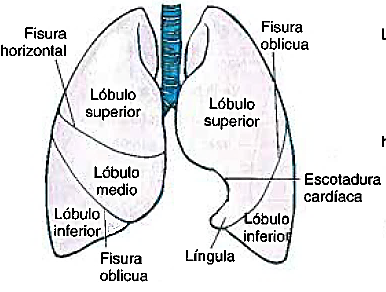 Fisura
horizontal
Lóbulo
superior
Lóbulo
medio
Lóbulo
inferior
Fisura
oblicua
Fisura
oblicua
Lóbulo
superior
Escotadura
cardíaca
Lóbulo
inferior
Língula